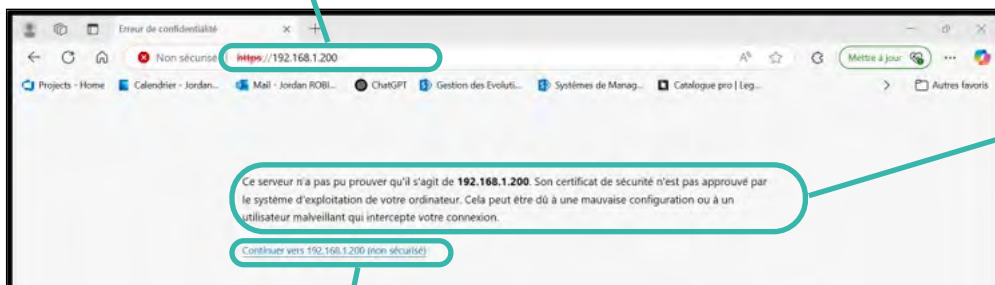 Erreur de confidentialité
Non sécurisé https://192.168.1.200
Mettre à jour
Projects - Home Calendrier - Jordan... Mail - Jordan ROBI... ChatGPT Gestion des Evoluti... Systèmes de Manag... Catalogue pro | Leg... Autres favoris
Ce serveur n'a pas pu prouver qu'il s'agit de 192.168.1.200. Son certificat de sécurité n'est pas approuvé par
le système d'exploitation de votre ordinateur. Cela peut être dû à une mauvaise configuration ou à un
utilisateur malveillant qui intercepte votre connexion.
Continuer vers 192.168.1.200 (non sécurisé)